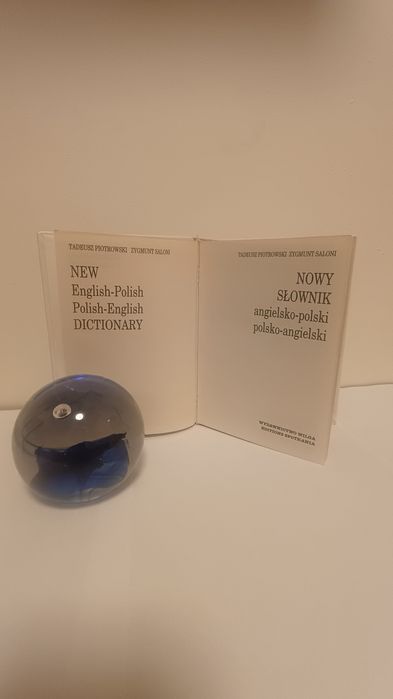 TADEUSZ PIOTROWSKI · ZYGMUNT SALONI
NEW
English-Polish
Polish-English
DICTIONARY
TADEUSZ PIOTROWSKI ZYGMUNT SALONI
NOWY
SŁOWNIK
angielsko-polski
polsko-angielski
WYDAWNICTWO WILGA
EDITIONS SPOTKANIA